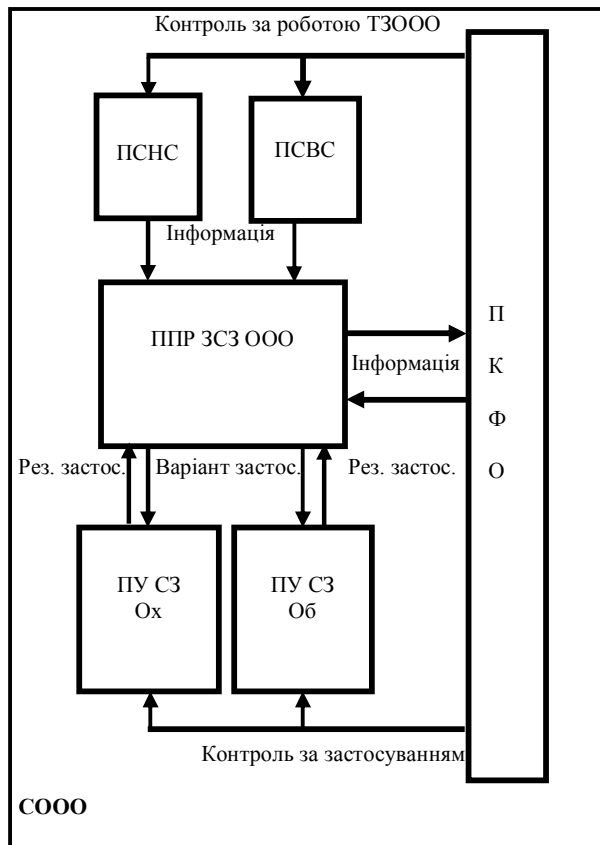 Контроль за роботою ТЗООО
ПСНС
ПСВС
Інформація
ППР ЗСЗ ООО
Інформація
П
К
Ф
О
Рез. застос.
Варіант застос.
Рез. застос.
ПУ СЗ
Ох
ПУ СЗ
Об
Контроль за застосуванням
СООО